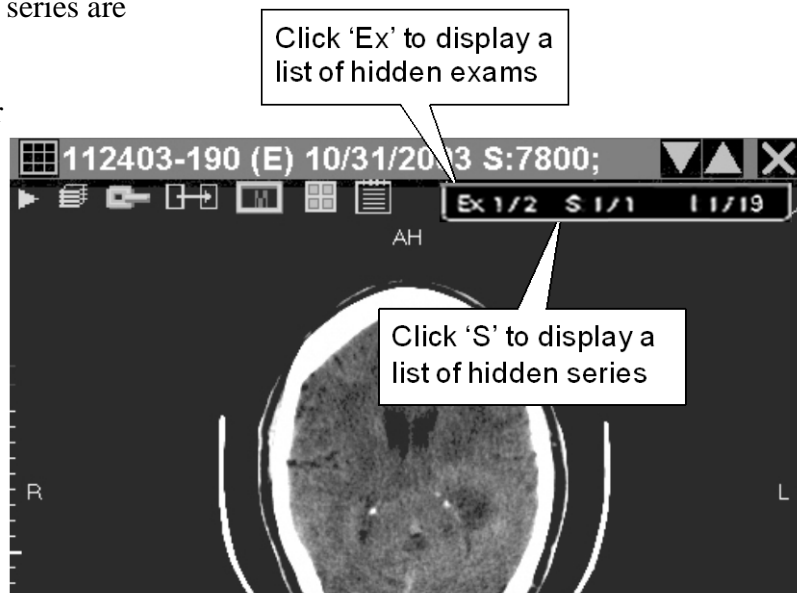 series are
Click ‘Ex’ to display a
list of hidden exams
r
112403-190 (E) 10/31/2003 S:7800;
Ex 1/2 S 1/1 I 1/19
AH
Click ‘S’ to display a
list of hidden series
R
L